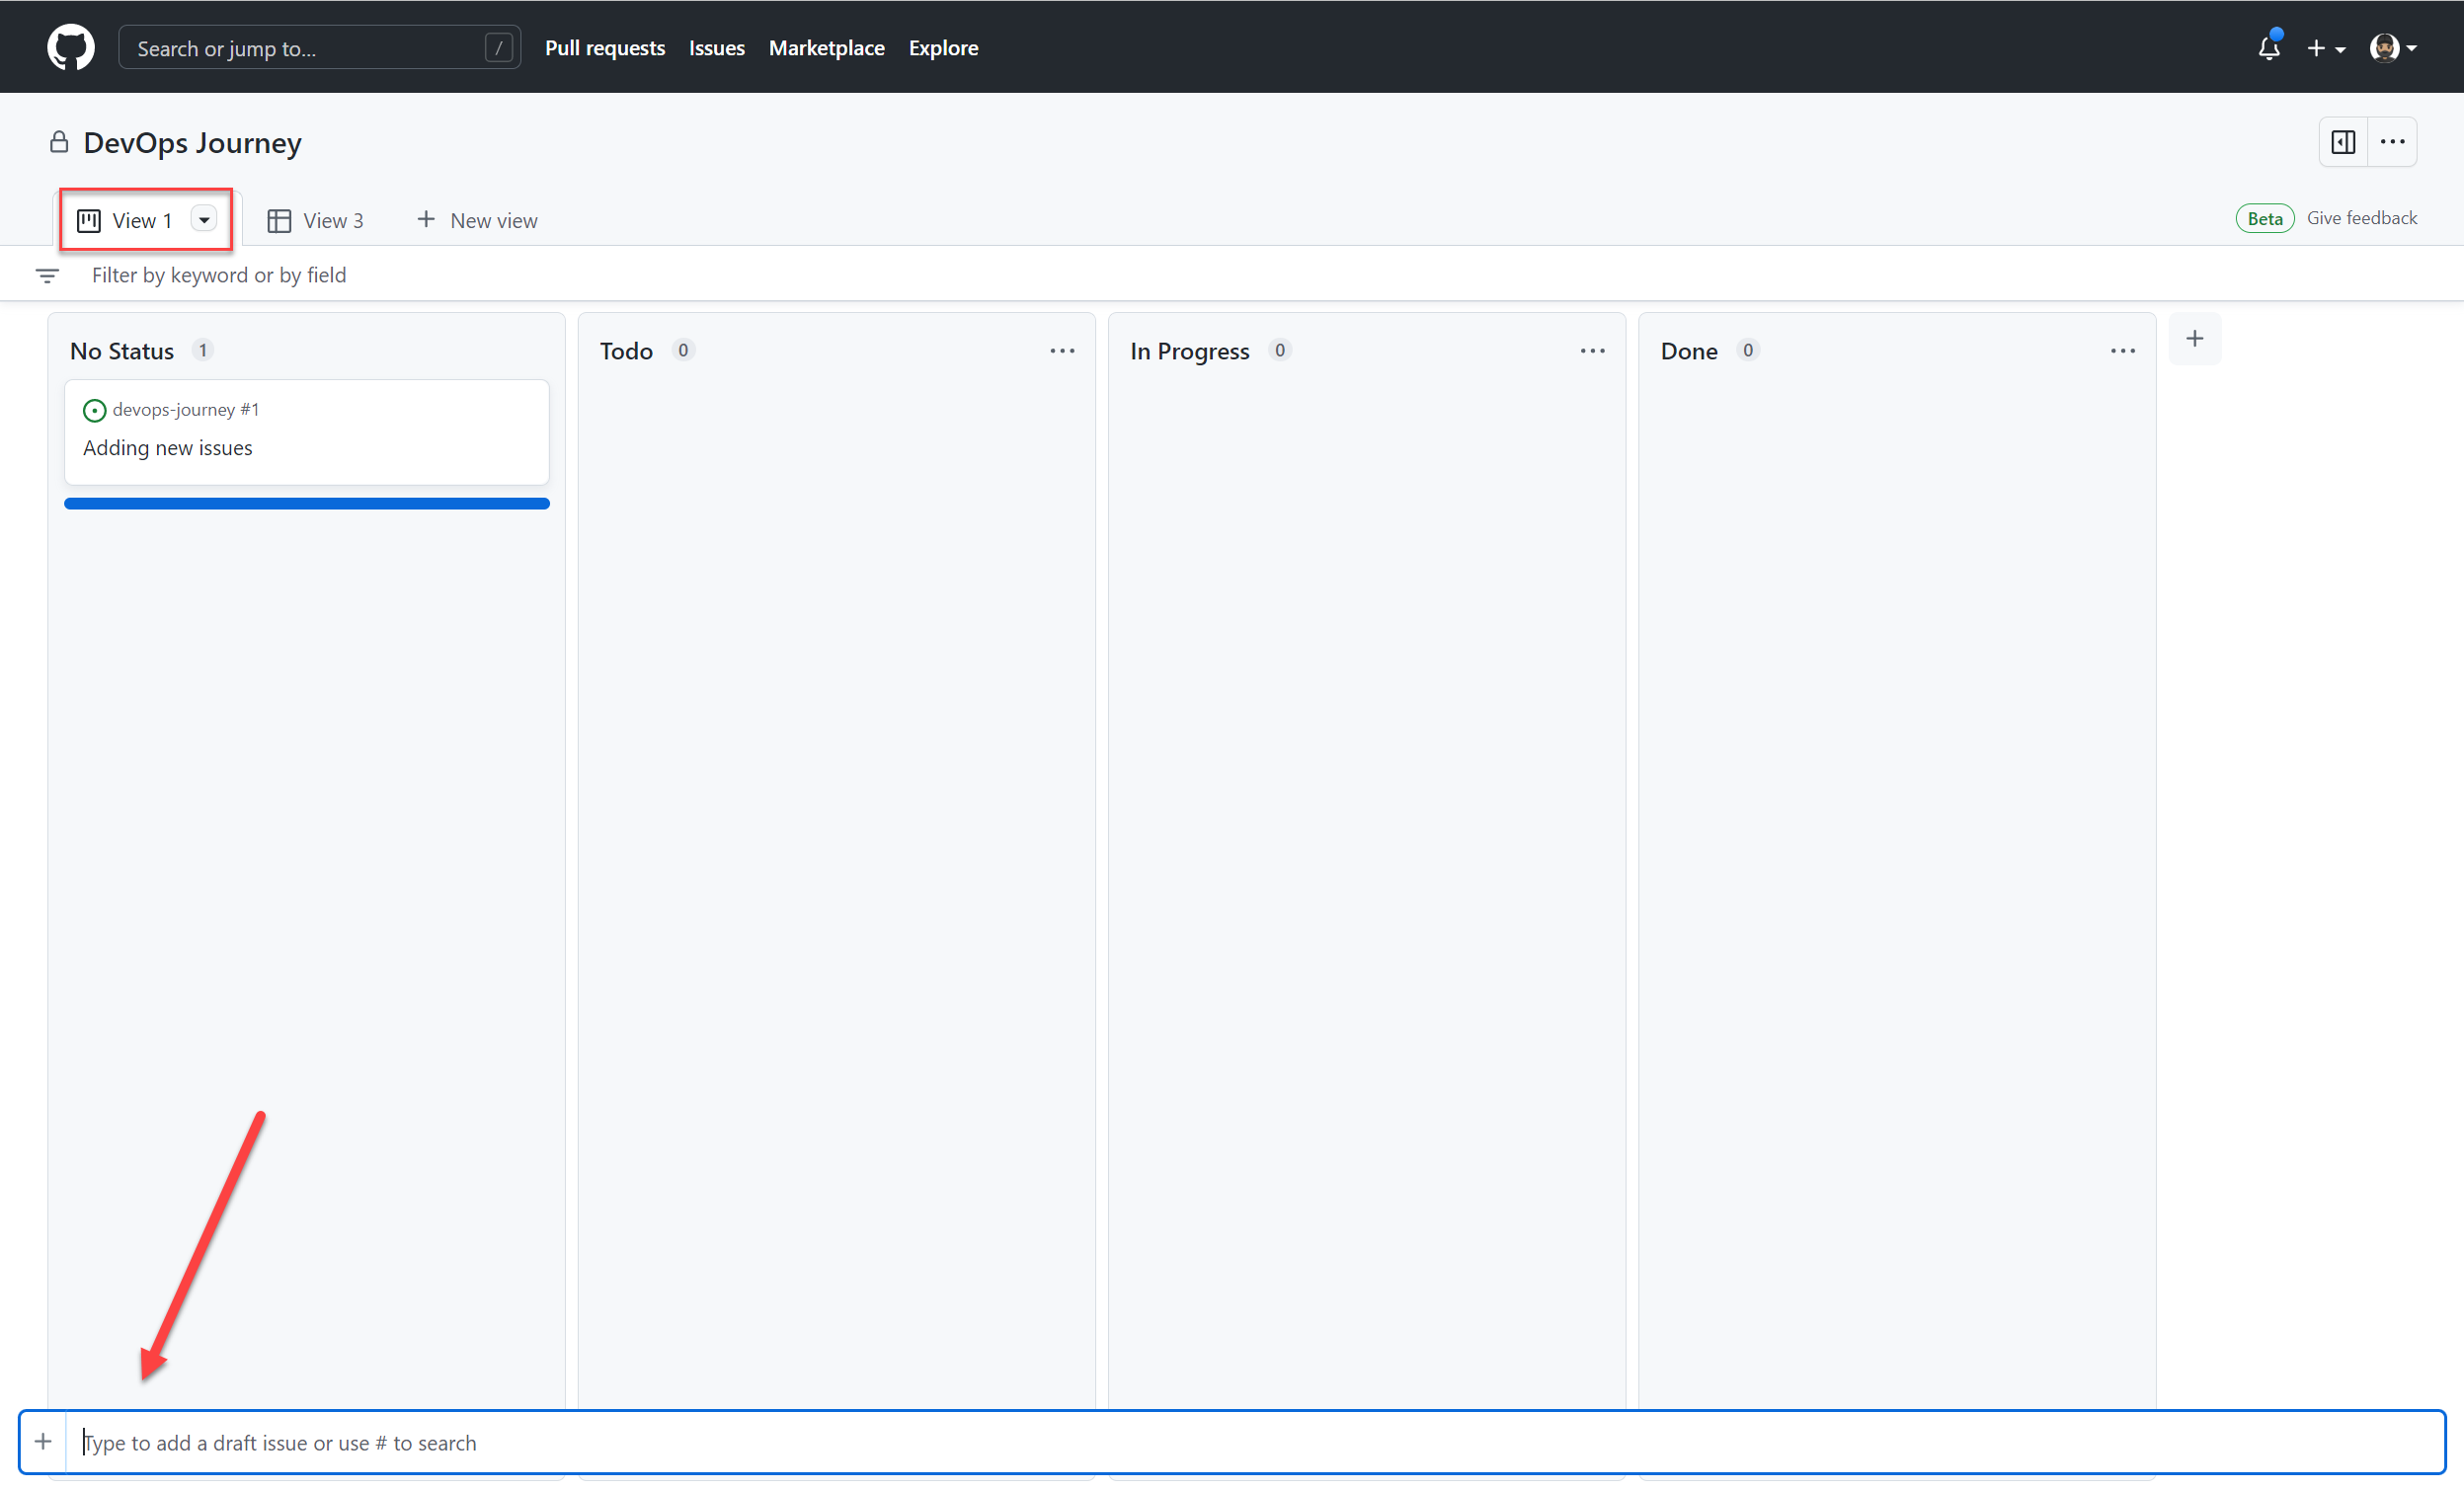 Search or jump to... / Pull requests Issues Marketplace Explore
DevOps Journey
View 1 View 3 + New view Beta Give feedback
Filter by keyword or by field
No Status 1 Todo 0 ... In Progress 0 ... Done 0 ... +
devops-journey #1
Adding new issues
+ Type to add a draft issue or use # to search